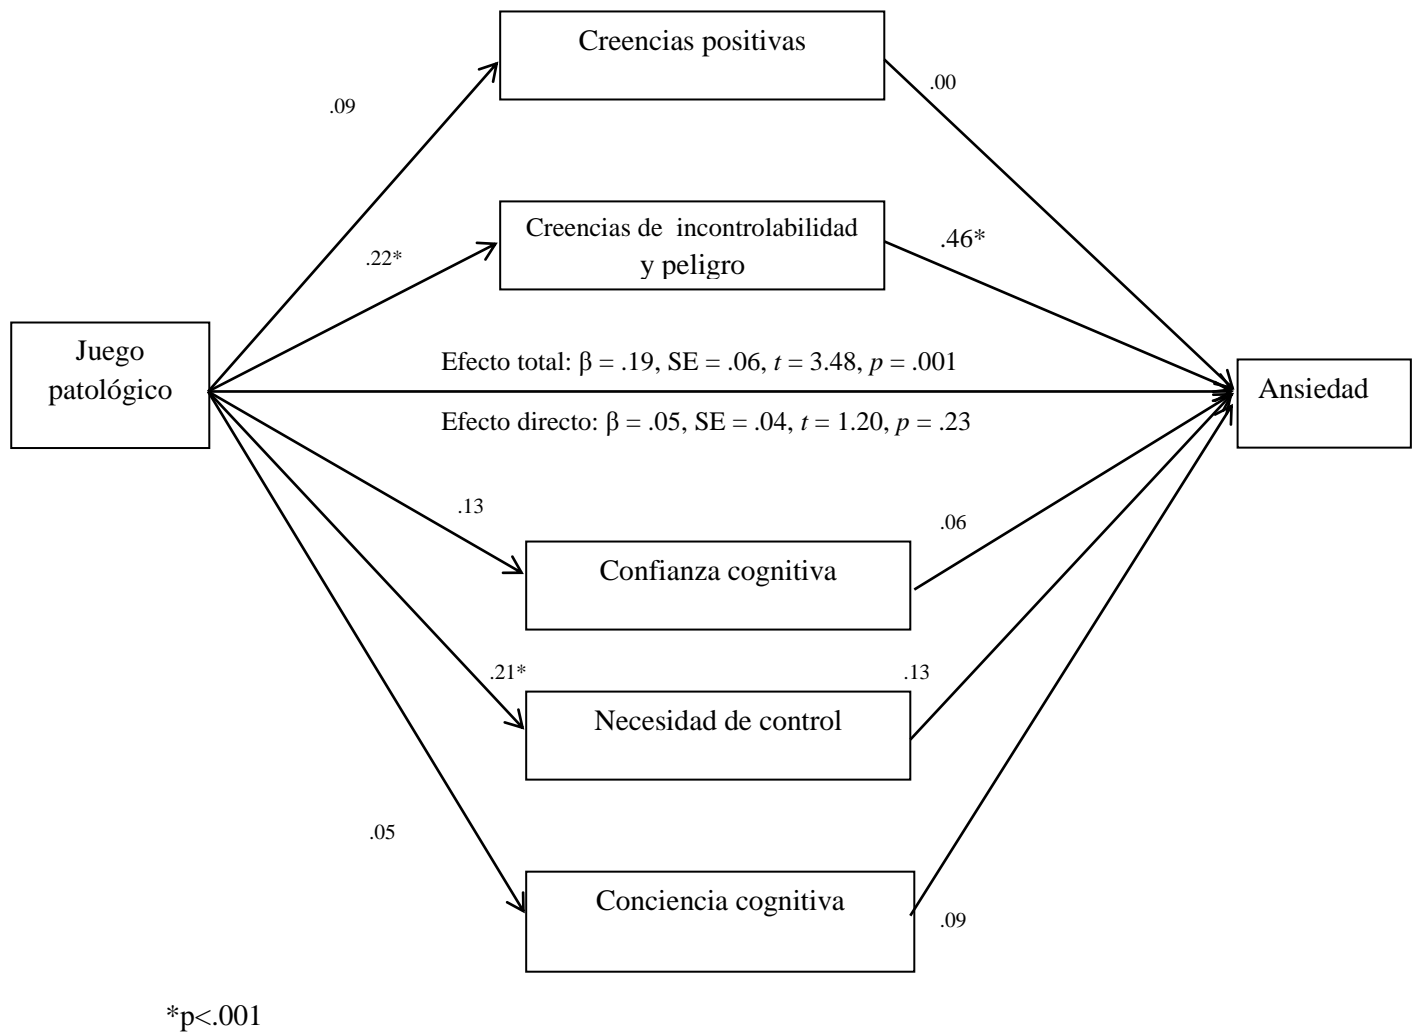 Creencias positivas
.00
.09
Creencias de incontrolabilidad
y peligro
.46*
.22*
Juego
patológico
Efecto total: β = .19, SE = .06, t = 3.48, p = .001
Ansiedad
Efecto directo: β = .05, SE = .04, t = 1.20, p = .23
.13
.06
Confianza cognitiva
.21*
.13
Necesidad de control
.05
Conciencia cognitiva
.09
*p<.001